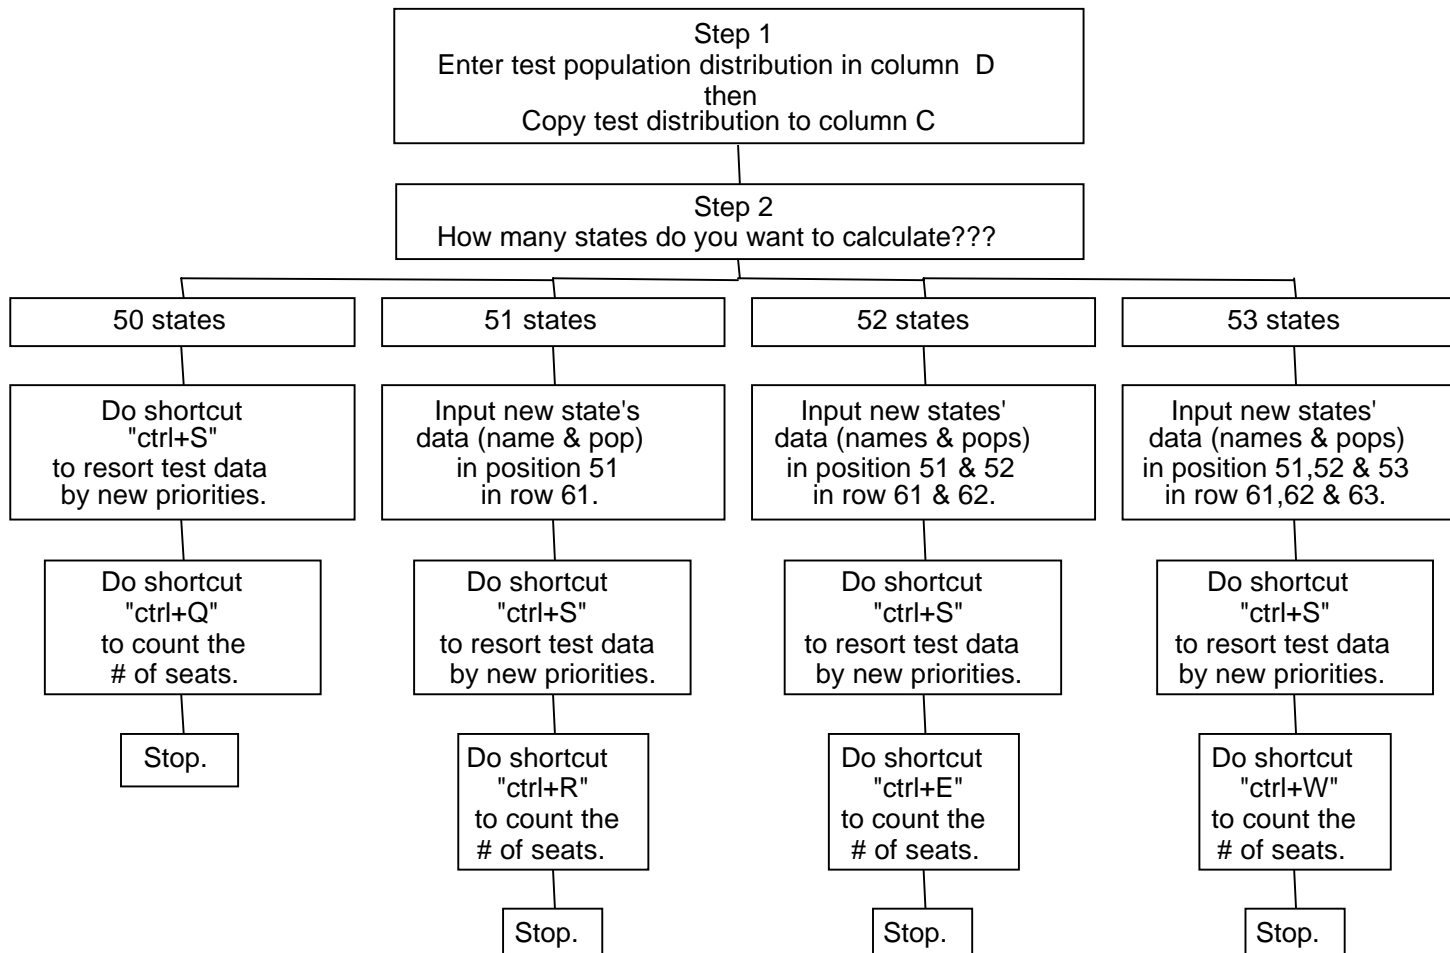 Step 1
Enter test population distribution in column D
then
Copy test distribution to column C
Step 2
How many states do you want to calculate???
50 states
51 states
52 states
53 states
Do shortcut
"ctrl+S"
to resort test data
by new priorities.
Input new state's
data (name & pop)
in position 51
in row 61.
Input new states'
data (names & pops)
in position 51 & 52
in row 61 & 62.
Input new states'
data (names & pops)
in position 51,52 & 53
in row 61,62 & 63.
Do shortcut
"ctrl+Q"
to count the
# of seats.
Do shortcut
"ctrl+S"
to resort test data
by new priorities.
Do shortcut
"ctrl+S"
to resort test data
by new priorities.
Do shortcut
"ctrl+S"
to resort test data
by new priorities.
Stop.
Do shortcut
"ctrl+R"
to count the
# of seats.
Do shortcut
"ctrl+E"
to count the
# of seats.
Do shortcut
"ctrl+W"
to count the
# of seats.
Stop.
Stop.
Stop.